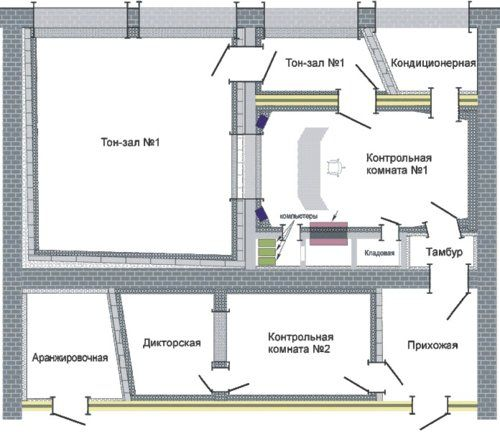 Тон-зал №1
Кондиционерная
Тон-зал №1
Контрольная
комната №1
компьютеры
Кладовая
Тамбур
Аранжировочная
Дикторская
Контрольная
комната №2
Прихожая